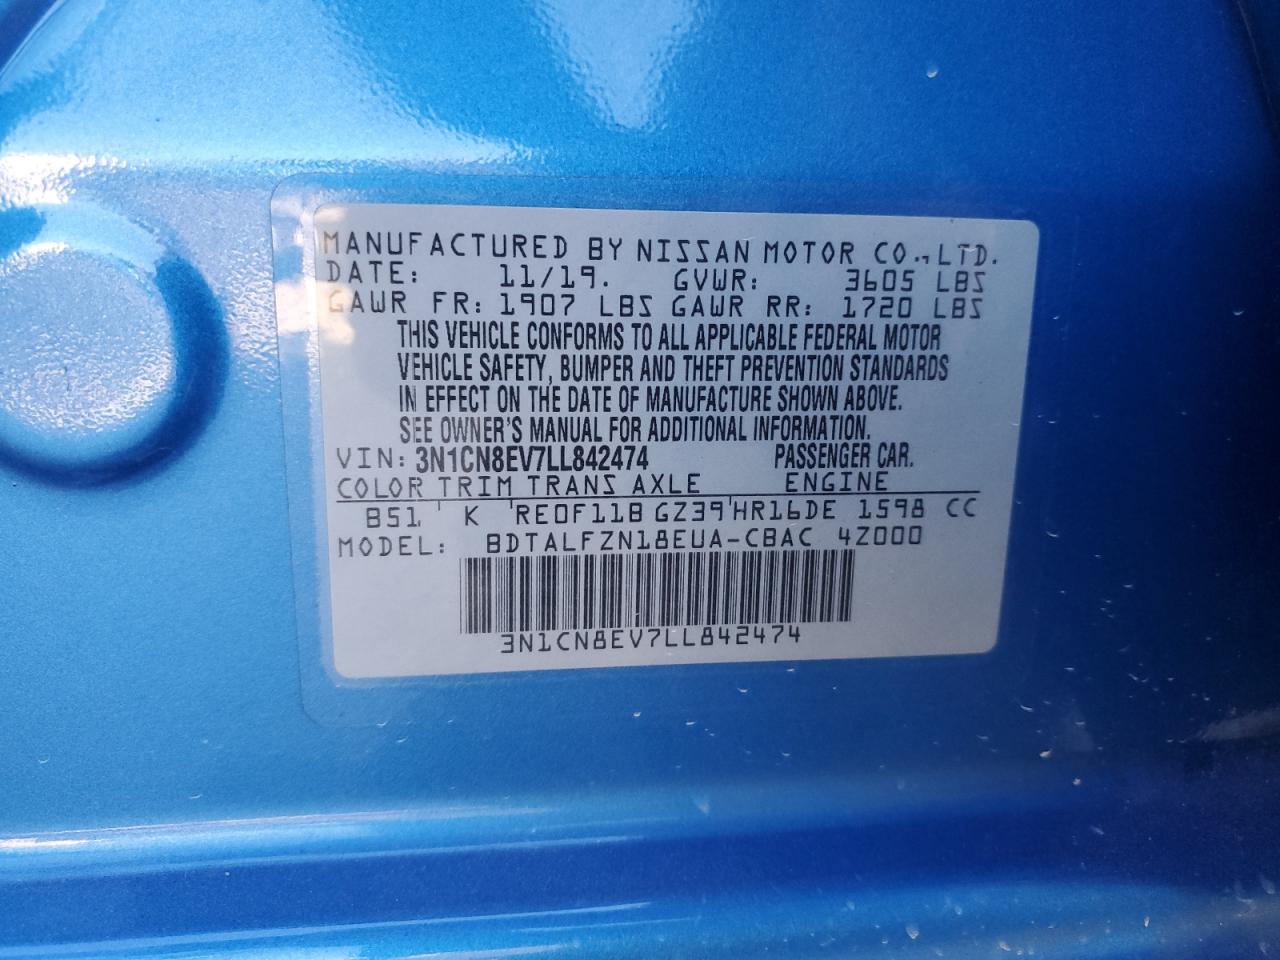 MANUFACTURED BY NISSAN MOTOR CO., LTD.
DATE: 11/19. GVWR: 3605 LBS
GAWR FR: 1907 LBS GAWR RR: 1720 LBS
THIS VEHICLE CONFORMS TO ALL APPLICABLE FEDERAL MOTOR
VEHICLE SAFETY, BUMPER AND THEFT PREVENTION STANDARDS
IN EFFECT ON THE DATE OF MANUFACTURE SHOWN ABOVE.
SEE OWNER'S MANUAL FOR ADDITIONAL INFORMATION.
VIN: 3N1CN8EV7LL842474 PASSENGER CAR.
COLOR TRIM TRANS AXLE ENGINE
B51 K RE0F11B GZ39 HR16DE 1598 CC
MODEL: BDTALFZN18EUA-CBAC 4Z000
3N1CN8EV7LL842474